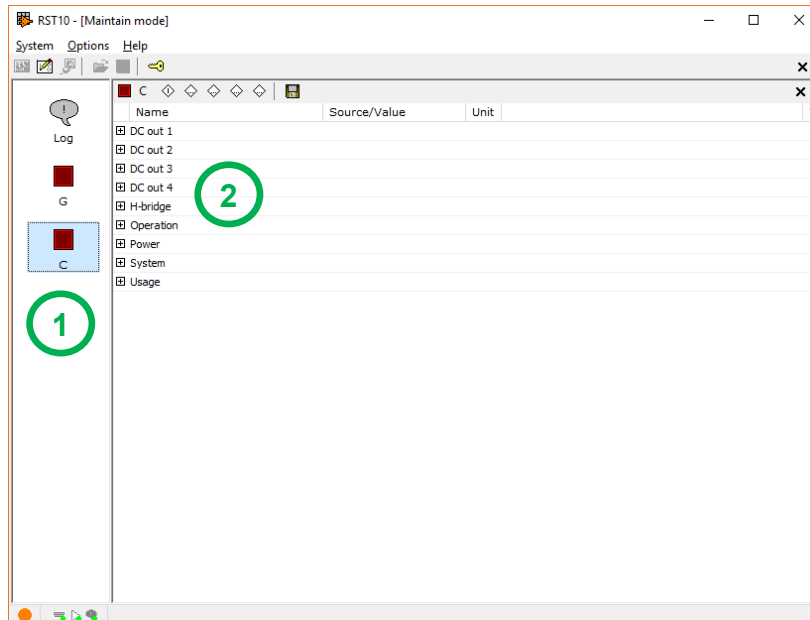 RST10 - [Maintain mode]
System Options Help
C
Name Source/Value Unit
Log
G
C
DC out 1
DC out 2
DC out 3
DC out 4
H-bridge
Operation
Power
System
Usage
1
2